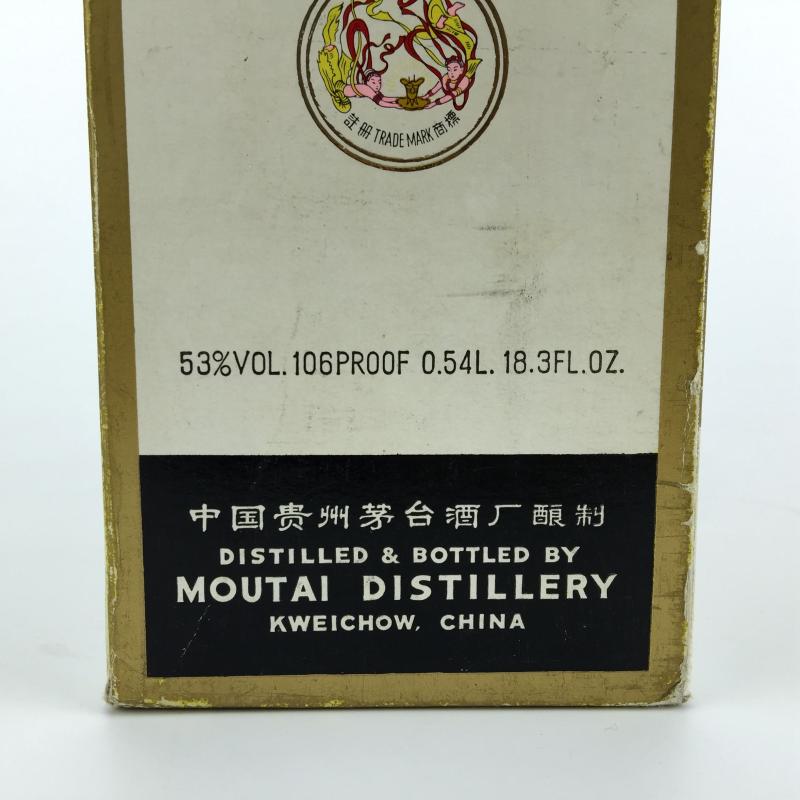 註册 TRADE MARK 商標
53%VOL. 106PROOF 0.54L. 18.3FL.OZ.
中国贵州茅台酒厂酿制
DISTILLED & BOTTLED BY
MOUTAI DISTILLERY
KWEICHOW, CHINA